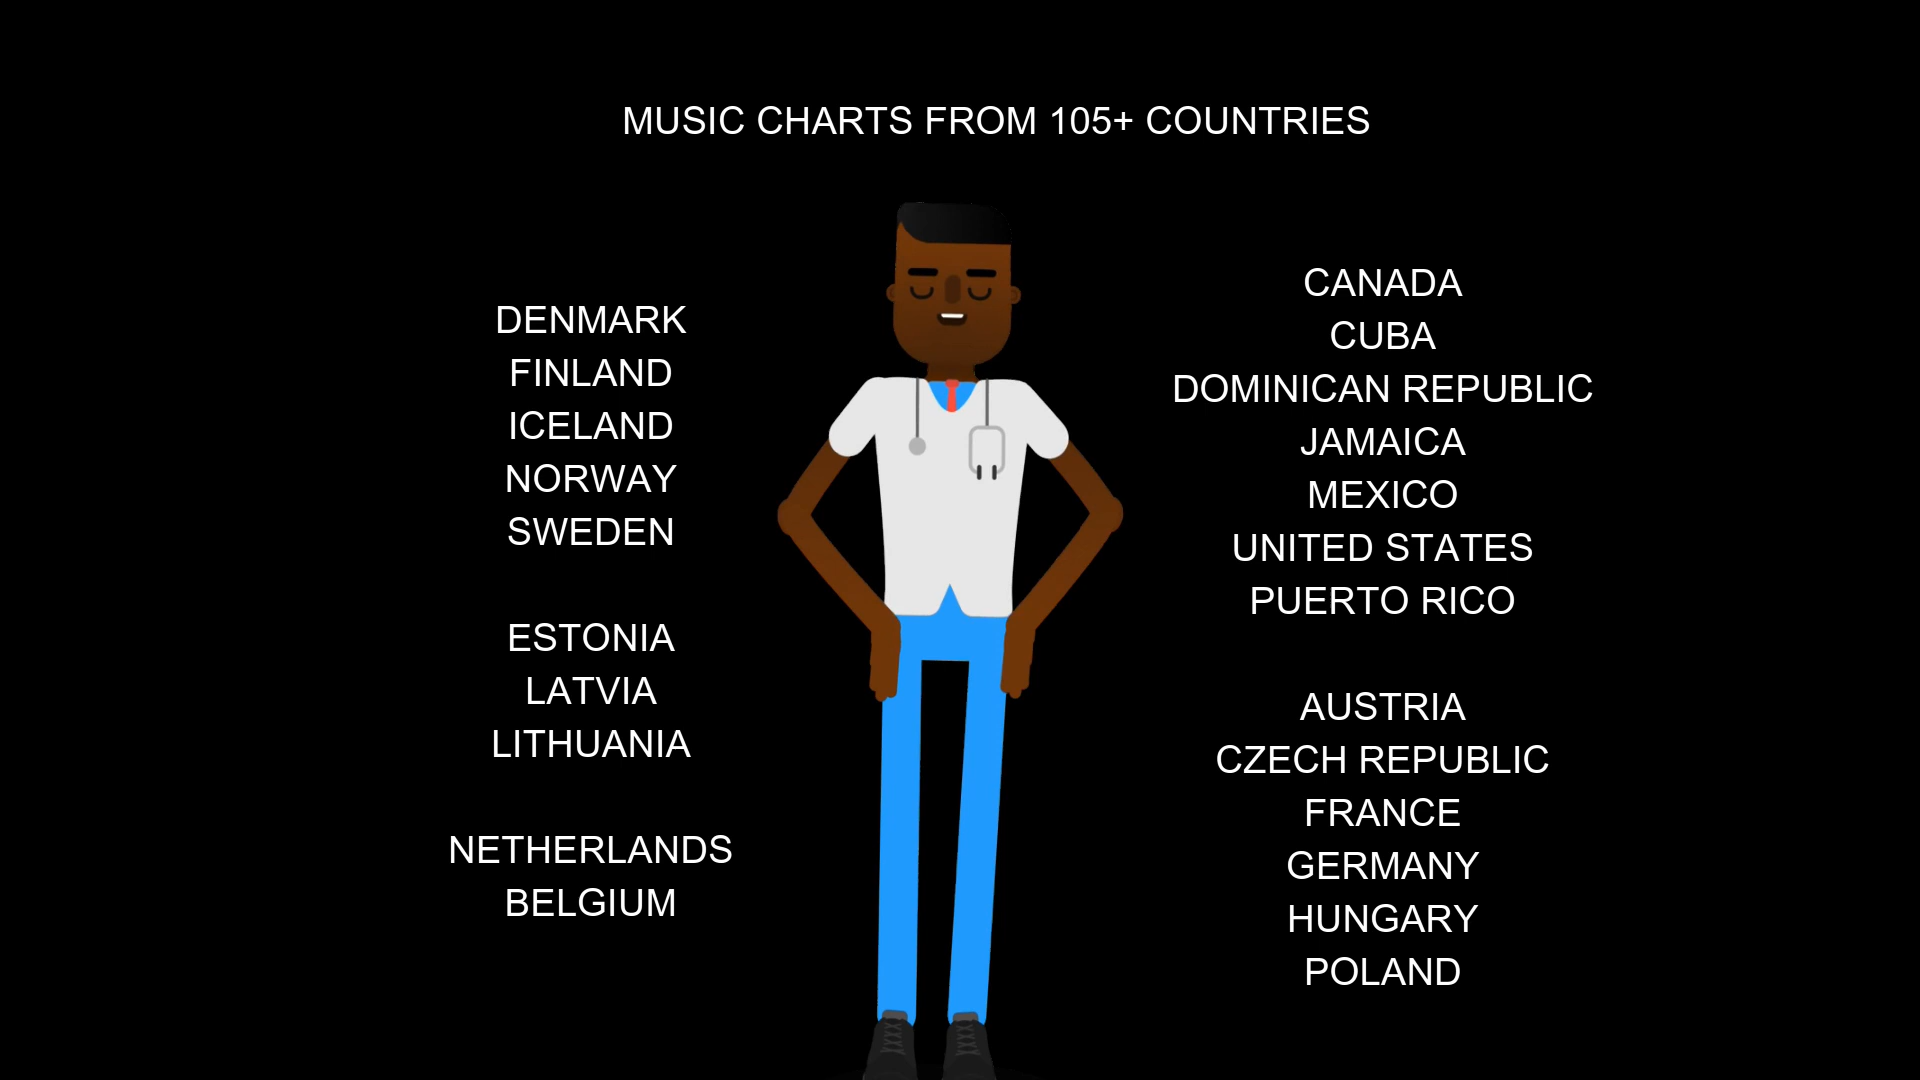 MUSIC CHARTS FROM 105+ COUNTRIES
DENMARK
FINLAND
ICELAND
NORWAY
SWEDEN
ESTONIA
LATVIA
LITHUANIA
NETHERLANDS
BELGIUM
CANADA
CUBA
DOMINICAN REPUBLIC
JAMAICA
MEXICO
UNITED STATES
PUERTO RICO
AUSTRIA
CZECH REPUBLIC
FRANCE
GERMANY
HUNGARY
POLAND